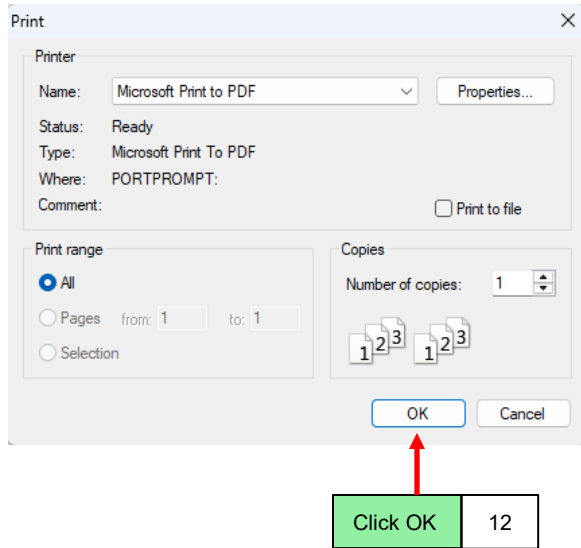 Print
Printer
Name: Microsoft Print to PDF Properties...
Status: Ready
Type: Microsoft Print To PDF
Where: PORTPROMPT:
Comment: Print to file
Print range
All
Pages from: 1 to: 1
Selection
Copies
Number of copies: 1
1 2 3 1 2 3
OK Cancel
Click OK 12